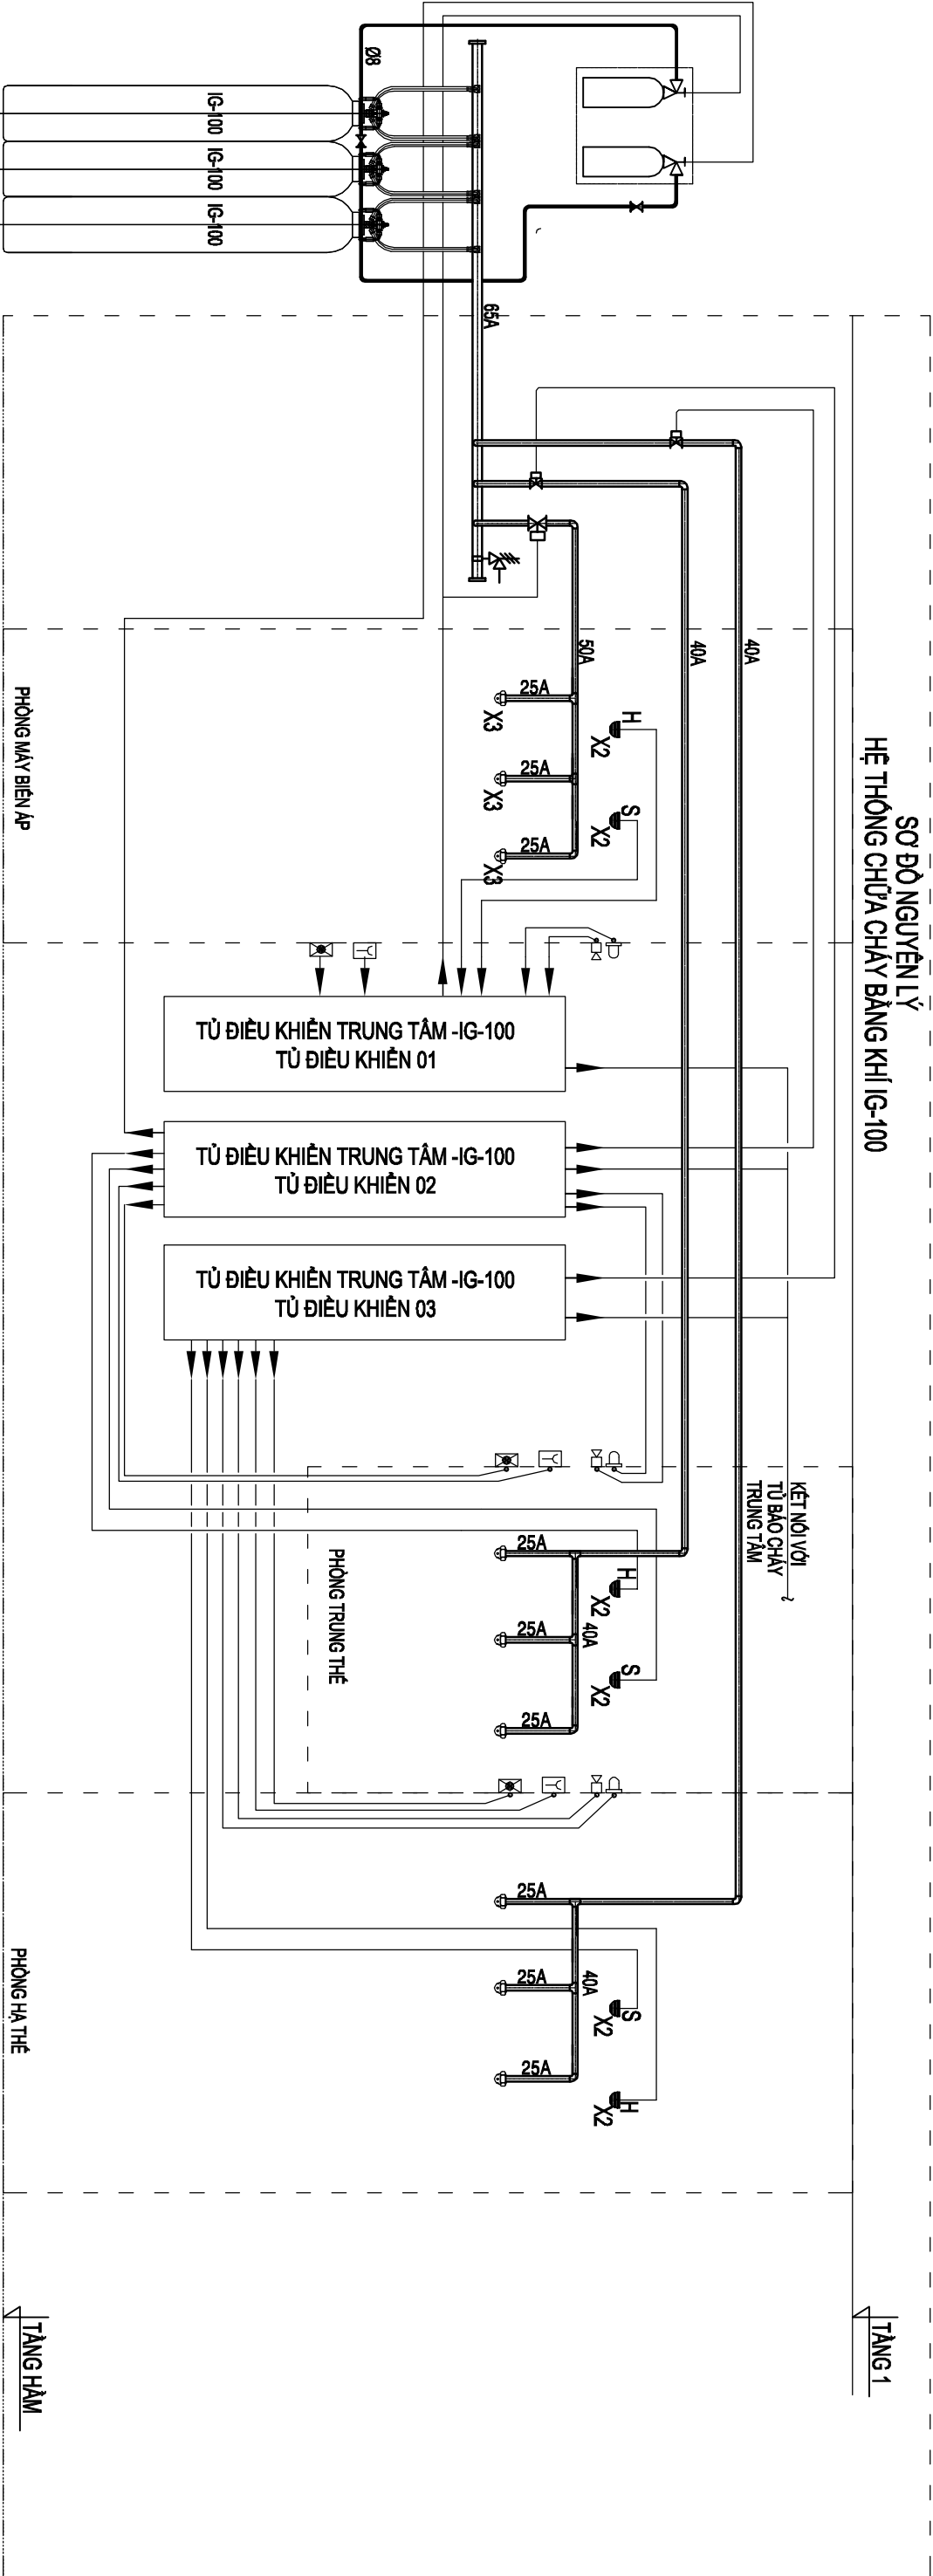 SƠ ĐỒ NGUYÊN LÝ
HỆ THỐNG CHỮA CHÁY BẰNG KHÍ IG-100
TẦNG 1
TẦNG HẦM
IG-100
IG-100
IG-100
Ø8
65A
50A
40A
40A
25A
X3
25A
X3
25A
X3
H
X2
S
X2
PHÒNG MÁY BIẾN ÁP
TỦ ĐIỀU KHIỂN TRUNG TÂM -IG-100
TỦ ĐIỀU KHIỂN 01
TỦ ĐIỀU KHIỂN TRUNG TÂM -IG-100
TỦ ĐIỀU KHIỂN 02
TỦ ĐIỀU KHIỂN TRUNG TÂM -IG-100
TỦ ĐIỀU KHIỂN 03
KẾT NỐI VỚI
TỦ BÁO CHÁY
TRUNG TÂM
25A
25A
25A
40A
H
X2
S
X2
PHÒNG TRUNG THẾ
25A
25A
25A
40A
S
X2
H
X2
PHÒNG HẠ THẾ